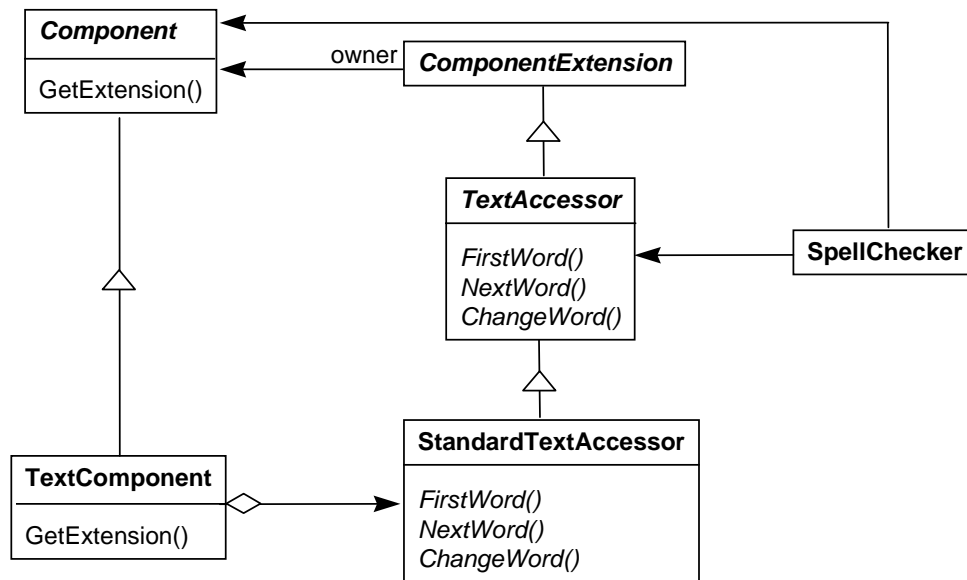 Component
GetExtension()
owner
ComponentExtension
TextAccessor
FirstWord()
NextWord()
ChangeWord()
SpellChecker
StandardTextAccessor
FirstWord()
NextWord()
ChangeWord()
TextComponent
GetExtension()